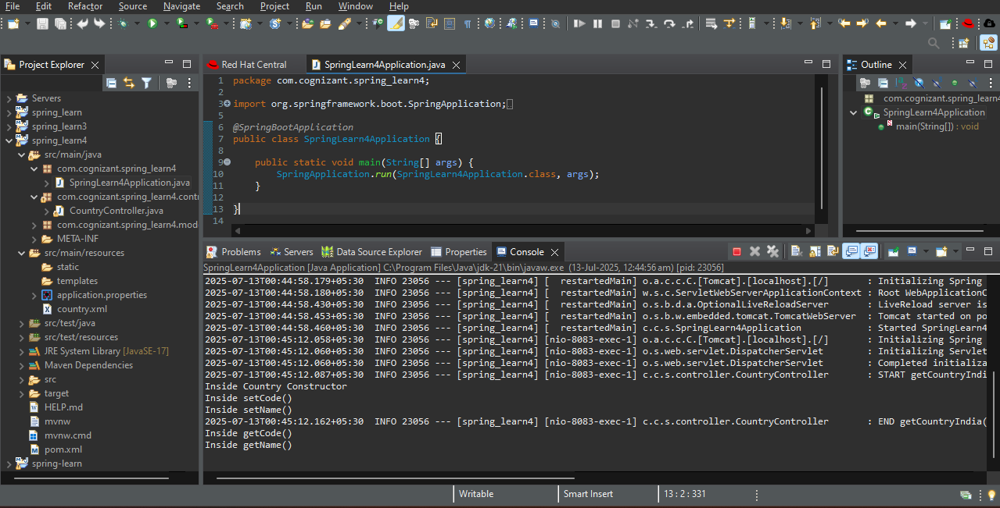 File Edit Refactor Source Navigate Search Project Run Window Help
Project Explorer
Servers
spring_learn
spring_learn3
spring_learn4
src/main/java
com.cognizant.spring_learn4
SpringLearn4Application.java
com.cognizant.spring_learn4.contr
CountryController.java
com.cognizant.spring_learn4.mod
META-INF
src/main/resources
static
templates
application.properties
country.xml
src/test/java
src/test/resources
JRE System Library [JavaSE-17]
Maven Dependencies
src
target
HELP.md
mvnw
mvnw.cmd
pom.xml
spring-learn
Red Hat Central SpringLearn4Application.java
1 package com.cognizant.spring_learn4;
2
3 import org.springframework.boot.SpringApplication;
5
6 @SpringBootApplication
7 public class SpringLearn4Application {
8
9 public static void main(String[] args) {
10 SpringApplication.run(SpringLearn4Application.class, args);
11 }
12
13 }
14
Outline
com.cognizant.spring_learn4
SpringLearn4Application
main(String[]) : void
Problems Servers Data Source Explorer Properties Console
SpringLearn4Application [Java Application] C:\Program Files\Java\jdk-21\bin\javaw.exe (13-Jul-2025, 12:44:56 am) [pid: 23056]
2025-07-13T00:44:58.179+05:30 INFO 23056 --- [spring_learn4] [ restartedMain] o.a.c.c.C.[Tomcat].[localhost].[/] : Initializing Spring
2025-07-13T00:44:58.180+05:30 INFO 23056 --- [spring_learn4] [ restartedMain] w.s.c.ServletWebServerApplicationContext : Root WebApplicationC
2025-07-13T00:44:58.430+05:30 INFO 23056 --- [spring_learn4] [ restartedMain] o.s.b.d.a.OptionalLiveReloadServer : LiveReload server is
2025-07-13T00:44:58.453+05:30 INFO 23056 --- [spring_learn4] [ restartedMain] o.s.b.w.embedded.tomcat.TomcatWebServer : Tomcat started on po
2025-07-13T00:44:58.460+05:30 INFO 23056 --- [spring_learn4] [ restartedMain] c.c.s.SpringLearn4Application : Started SpringLearn4
2025-07-13T00:45:12.058+05:30 INFO 23056 --- [spring_learn4] [nio-8083-exec-1] o.a.c.c.C.[Tomcat].[localhost].[/] : Initializing Spring
2025-07-13T00:45:12.060+05:30 INFO 23056 --- [spring_learn4] [nio-8083-exec-1] o.s.web.servlet.DispatcherServlet : Initializing Servlet
2025-07-13T00:45:12.060+05:30 INFO 23056 --- [spring_learn4] [nio-8083-exec-1] o.s.web.servlet.DispatcherServlet : Completed initializa
2025-07-13T00:45:12.087+05:30 INFO 23056 --- [spring_learn4] [nio-8083-exec-1] c.c.s.controller.CountryController : START getCountryIndi
Inside Country Constructor
Inside setCode()
Inside setName()
2025-07-13T00:45:12.162+05:30 INFO 23056 --- [spring_learn4] [nio-8083-exec-1] c.c.s.controller.CountryController : END getCountryIndia(
Inside getCode()
Inside getName()
Writable Smart Insert 13 : 2 : 331